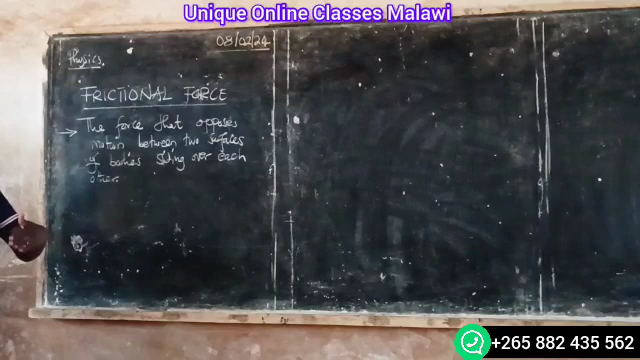 Unique Online Classes Malawi
08/02/24
Physics.
FRICTIONAL FORCE
→ The force that opposes
motion between two surfaces
of bodies sliding over each
other.
+265 882 435 562